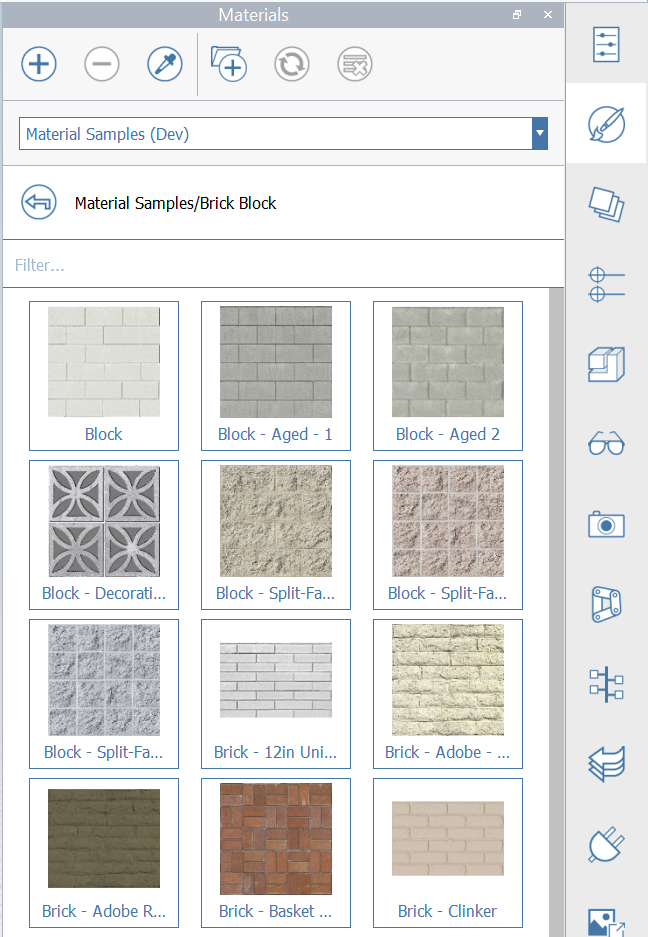 Materials
Material Samples (Dev)
Material Samples/Brick Block
Filter...
Block
Block - Aged - 1
Block - Aged 2
Block - Decorati...
Block - Split-Fa...
Block - Split-Fa...
Block - Split-Fa...
Brick - 12in Uni...
Brick - Adobe - ...
Brick - Adobe R...
Brick - Basket ...
Brick - Clinker